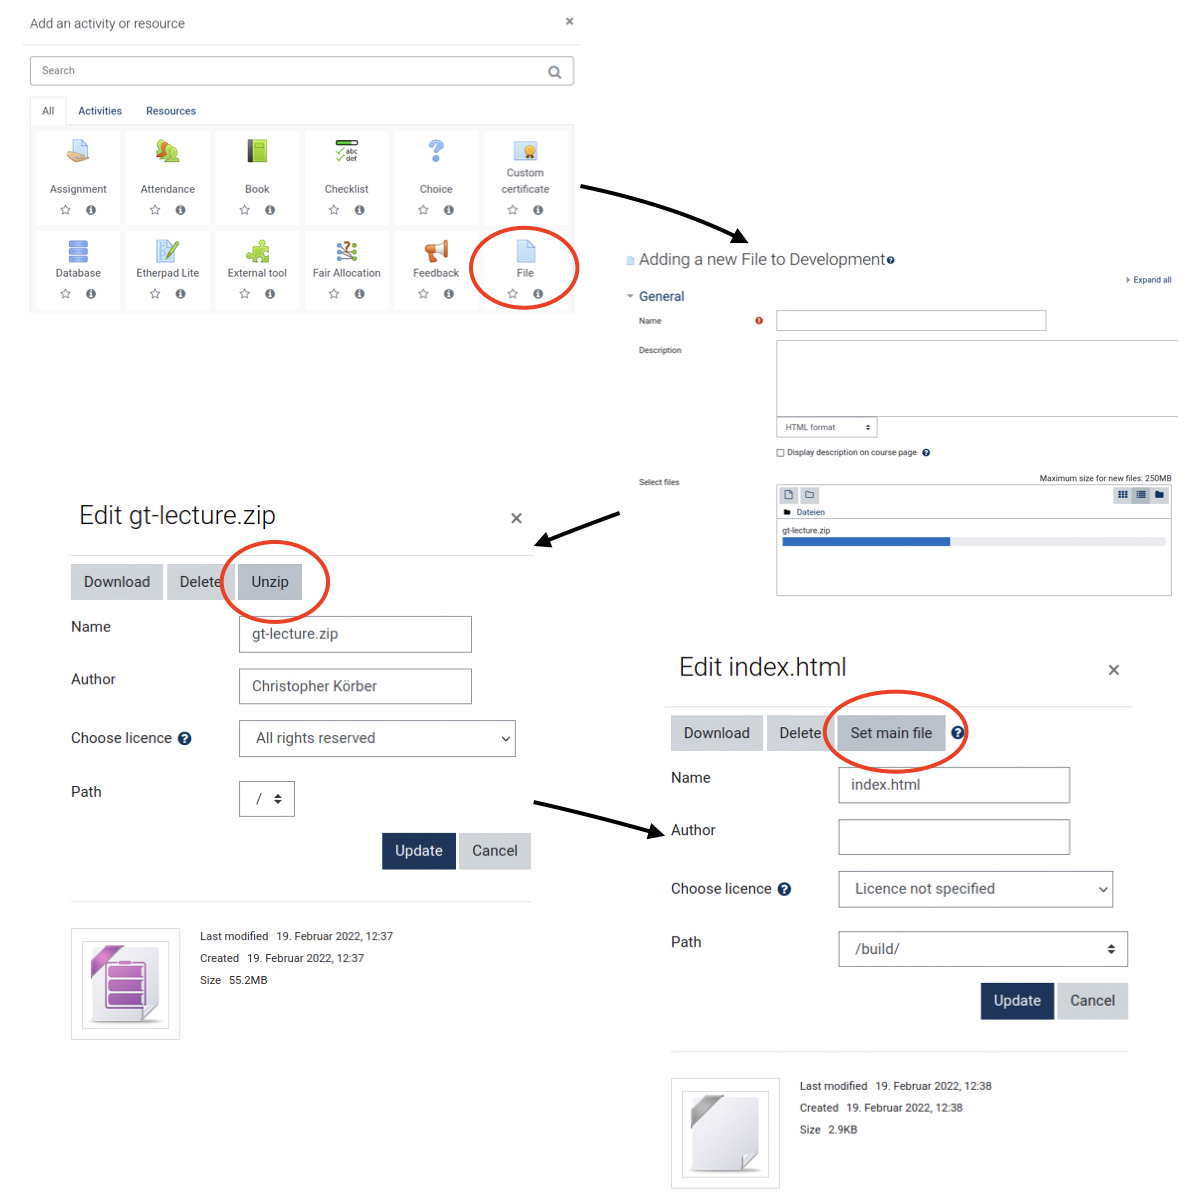 Add an activity or resource
Search
All Activities Resources
Assignment Attendance Book Checklist Choice Custom certificate
Database Etherpad Lite External tool Fair Allocation Feedback File
Adding a new File to Development
Expand all
General
Name
Description
HTML format
Display description on course page
Select files
Maximum size for new files: 250MB
Dateien
gt-lecture.zip
Edit gt-lecture.zip
Download Delete Unzip
Name gt-lecture.zip
Author Christopher Körber
Choose licence All rights reserved
Path /
Update Cancel
Last modified 19. Februar 2022, 12:37
Created 19. Februar 2022, 12:37
Size 55.2MB
Edit index.html
Download Delete Set main file
Name index.html
Author
Choose licence Licence not specified
Path /build/
Update Cancel
Last modified 19. Februar 2022, 12:38
Created 19. Februar 2022, 12:38
Size 2.9KB